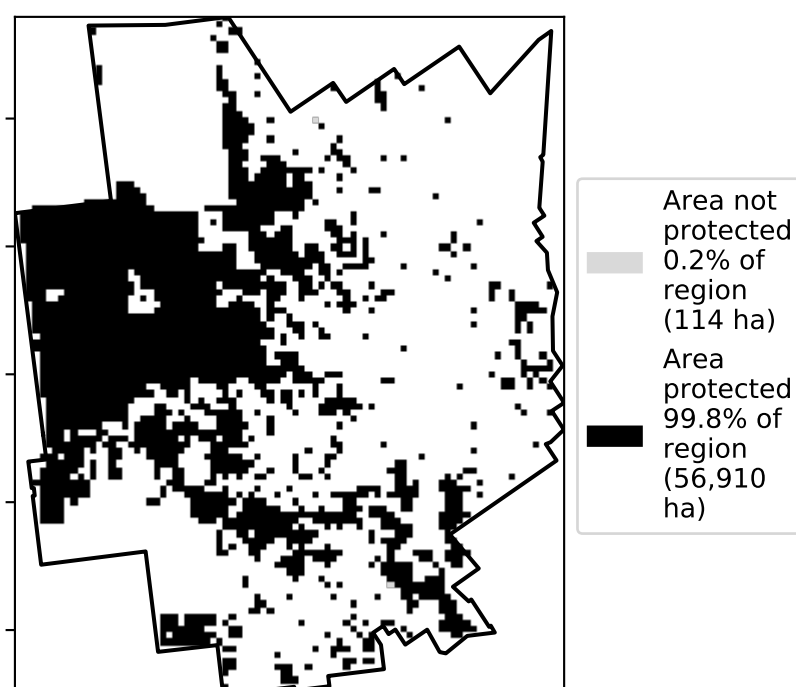 Area not
protected
0.2% of
region
(114 ha)
Area
protected
99.8% of
region
(56,910
ha)